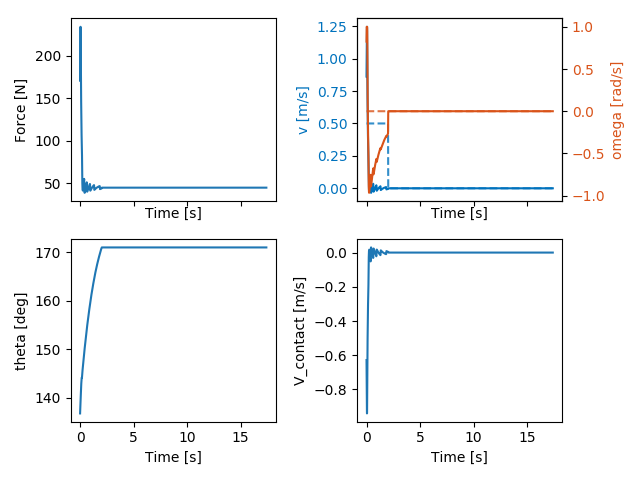 Force [N]
200
150
100
50
Time [s]
v [m/s]
1.25
1.00
0.75
0.50
0.25
0.00
Time [s]
1.0
0.5
0.0
−0.5
−1.0
omega [rad/s]
theta [deg]
170
160
150
140
0 5 10 15
Time [s]
V_contact [m/s]
0.0
−0.2
−0.4
−0.6
−0.8
0 5 10 15
Time [s]